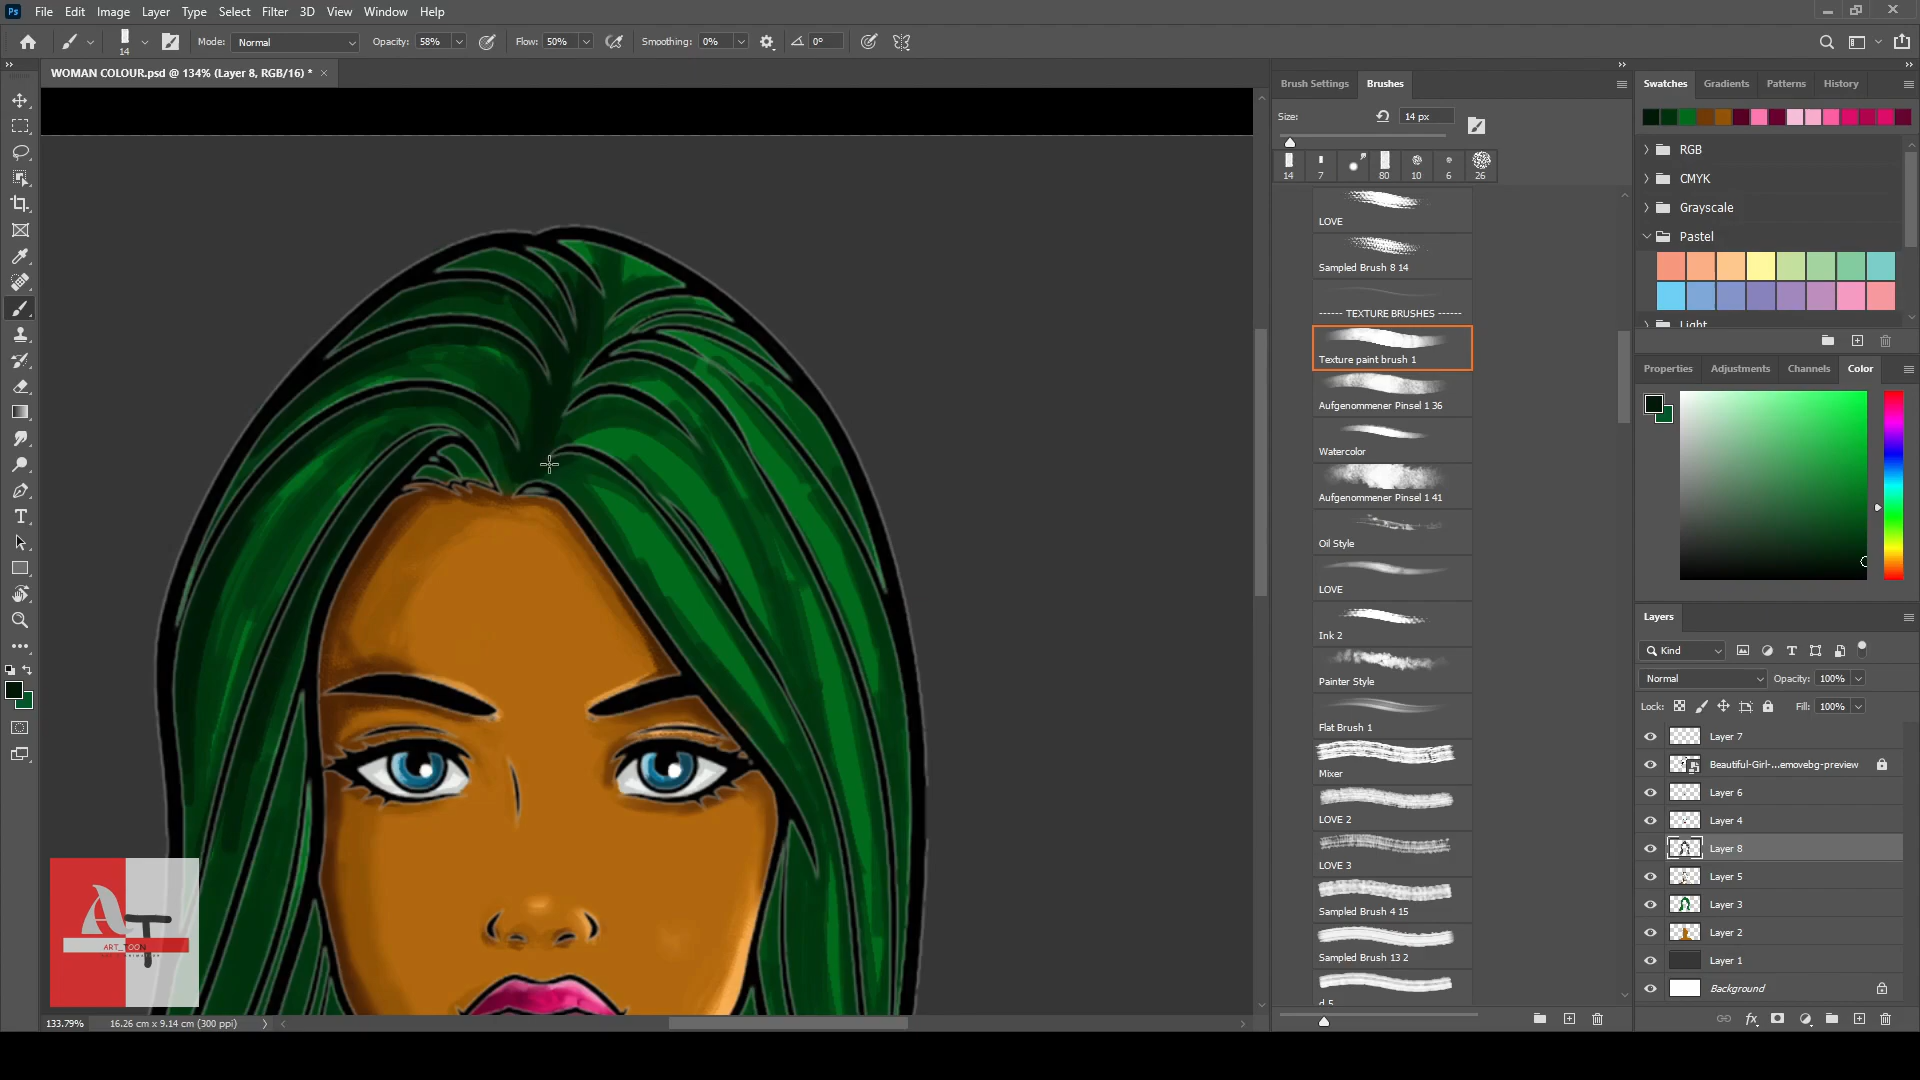 Ps File Edit Image Layer Type Select Filter 3D View Window Help
14 Mode: Normal Opacity: 58% Flow: 50% Smoothing: 0% 0°
WOMAN COLOUR.psd @ 134% (Layer 8, RGB/16) * ×
Brush Settings Brushes
Size: 14 px
14 7 80 10 6 26
LOVE
Sampled Brush 8 14
------ TEXTURE BRUSHES ------
Texture paint brush 1
Aufgenommener Pinsel 1 36
Watercolor
Aufgenommener Pinsel 1 41
Oil Style
LOVE
Ink 2
Painter Style
Flat Brush 1
Mixer
LOVE 2
LOVE 3
Sampled Brush 4 15
Sampled Brush 13 2
d 5
Swatches Gradients Patterns History
RGB
CMYK
Grayscale
Pastel
Light
Properties Adjustments Channels Color
Layers
Kind
Normal Opacity: 100%
Lock: Fill: 100%
Layer 7
Beautiful-Girl-...emovebg-preview
Layer 6
Layer 4
Layer 8
Layer 5
Layer 3
Layer 2
Layer 1
Background
ART_TOON
133.79% 16.26 cm x 9.14 cm (300 ppi)